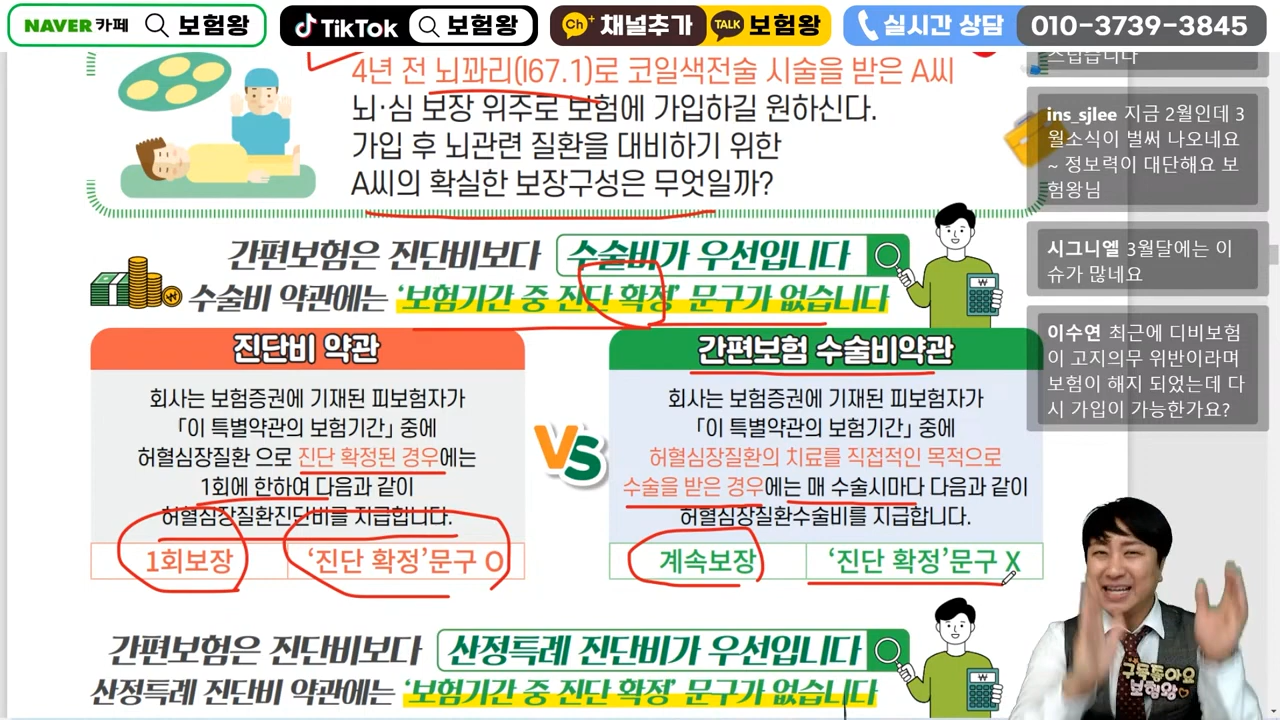 NAVER 카페 보험왕
TikTok 보험왕
Ch+ 채널추가 TALK 보험왕
실시간 상담 010-3739-3845
4년 전 뇌꽈리(I67.1)로 코일색전술 시술을 받은 A씨
뇌·심 보장 위주로 보험에 가입하길 원하신다.
가입 후 뇌관련 질환을 대비하기 위한
A씨의 확실한 보장구성은 무엇일까?
간편보험은 진단비보다 수술비가 우선입니다
수술비 약관에는 ‘보험기간 중 진단 확정’ 문구가 없습니다
진단비 약관
회사는 보험증권에 기재된 피보험자가
「이 특별약관의 보험기간」 중에
허혈심장질환 으로 진단 확정된 경우에는
1회에 한하여 다음과 같이
허혈심장질환진단비를 지급합니다.
1회보장 ‘진단 확정’문구 O
VS
간편보험 수술비약관
회사는 보험증권에 기재된 피보험자가
「이 특별약관의 보험기간」 중에
허혈심장질환의 치료를 직접적인 목적으로
수술을 받은 경우에는 매 수술시마다 다음과 같이
허혈심장질환수술비를 지급합니다.
계속보장 ‘진단 확정’문구 X
간편보험은 진단비보다 산정특례 진단비가 우선입니다
산정특례 진단비 약관에는 ‘보험기간 중 진단 확정’ 문구가 없습니다
ins_sjlee 지금 2월인데 3
월소식이 벌써 나오네요
~ 정보력이 대단해요 보
험왕님
시그니엘 3월달에는 이
슈가 많네요
이수연 최근에 디비보험
이 고지의무 위반이라며
보험이 해지 되었는데 다
시 가입이 가능한가요?
구독좋아요
보험왕